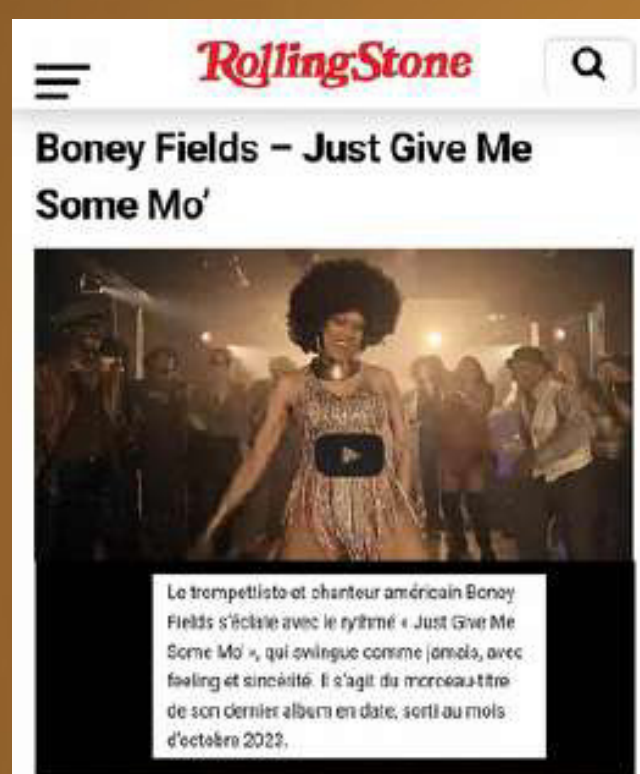 RollingStone
Boney Fields – Just Give Me
Some Mo'
Le trompettiste et chanteur américain Boney
Fields s'éclate avec le rythmé « Just Give Me
Some Mo' », qui swingue comme jamais, avec
feeling et sincérité. Il s'agit du morceau-titre
de son dernier album en date, sorti au mois
d'octobre 2023.